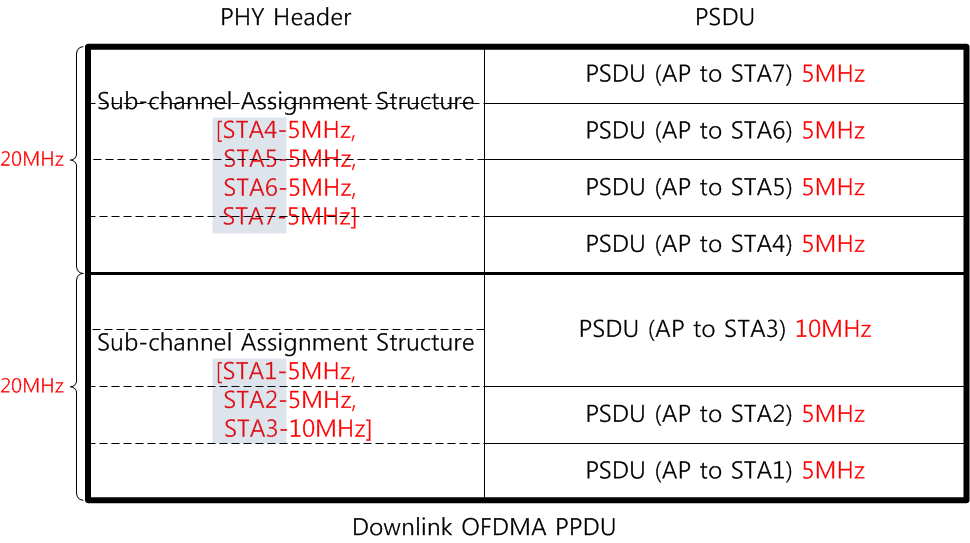 PHY Header
PSDU
20MHz
Sub-channel Assignment Structure
[STA4-5MHz,
STA5-5MHz,
STA6-5MHz,
STA7-5MHz]
PSDU (AP to STA7) 5MHz
PSDU (AP to STA6) 5MHz
PSDU (AP to STA5) 5MHz
PSDU (AP to STA4) 5MHz
20MHz
Sub-channel Assignment Structure
[STA1-5MHz,
STA2-5MHz,
STA3-10MHz]
PSDU (AP to STA3) 10MHz
PSDU (AP to STA2) 5MHz
PSDU (AP to STA1) 5MHz
Downlink OFDMA PPDU